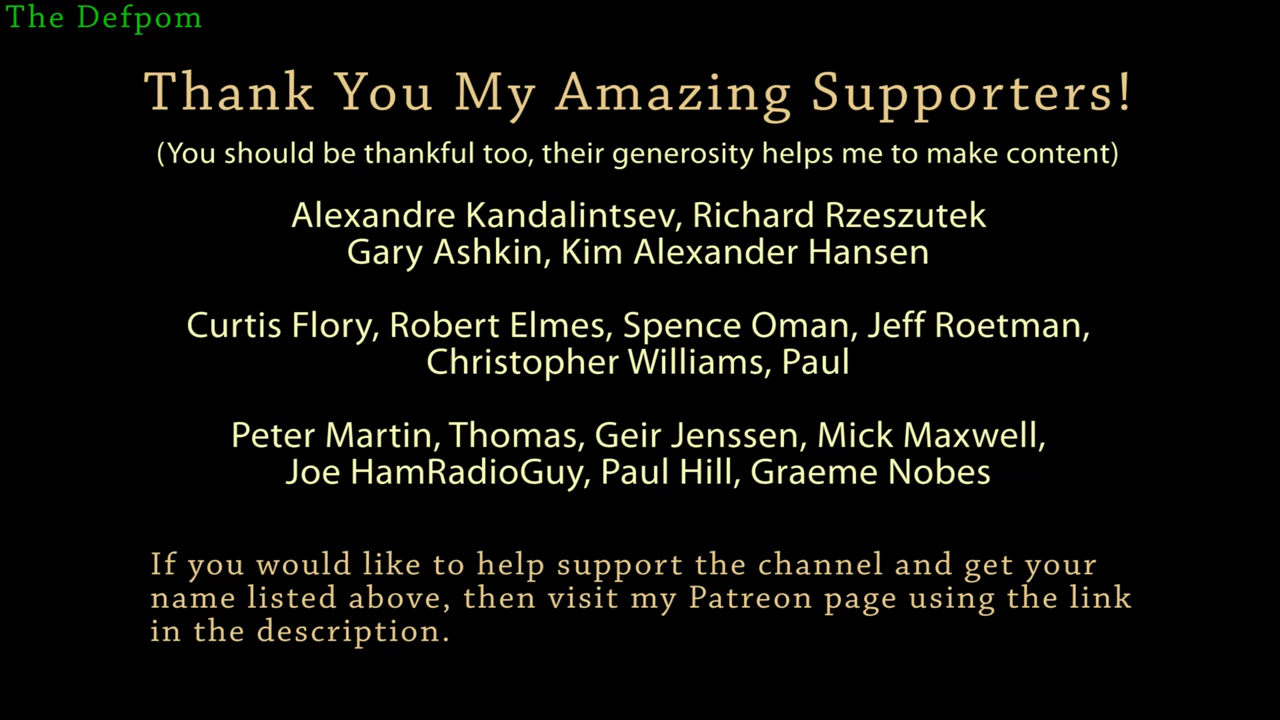 The Defpom
Thank You My Amazing Supporters!
(You should be thankful too, their generosity helps me to make content)
Alexandre Kandalintsev, Richard Rzeszutek
Gary Ashkin, Kim Alexander Hansen
Curtis Flory, Robert Elmes, Spence Oman, Jeff Roetman,
Christopher Williams, Paul
Peter Martin, Thomas, Geir Jenssen, Mick Maxwell,
Joe HamRadioGuy, Paul Hill, Graeme Nobes
If you would like to help support the channel and get your
name listed above, then visit my Patreon page using the link
in the description.